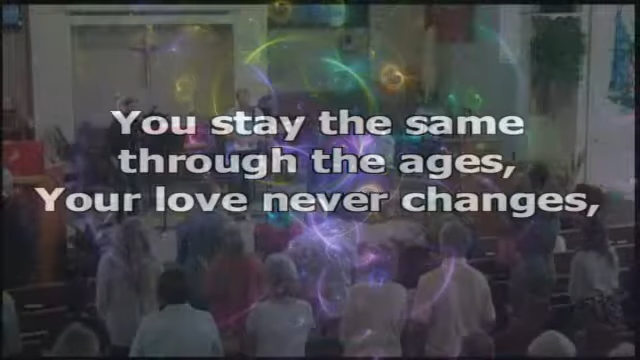 You stay the same
through the ages,
Your love never changes,